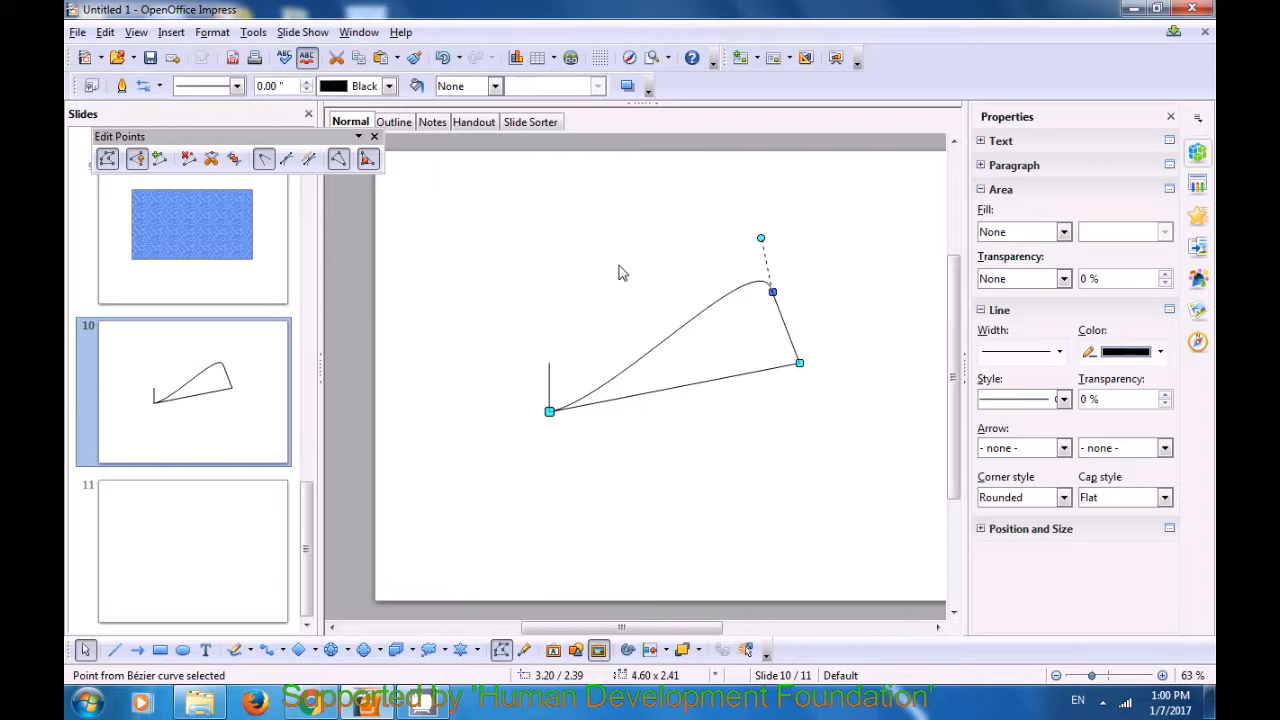 Untitled 1 - OpenOffice Impress
File Edit View Insert Format Tools Slide Show Window Help
0.00 " Black None
Slides
Normal Outline Notes Handout Slide Sorter
Properties
Edit Points
Text
Paragraph
Area
Fill:
None
Transparency:
None 0 %
Line
Width: Color:
Style: Transparency:
0 %
Arrow:
- none - - none -
Corner style Cap style
Rounded Flat
Position and Size
10
11
Point from Bézier curve selected 3.20 / 2.39 4.60 x 2.41 * Slide 10 / 11 Default 63 %
Supported by 'Human Development Foundation'
EN 1:00 PM
1/7/2017